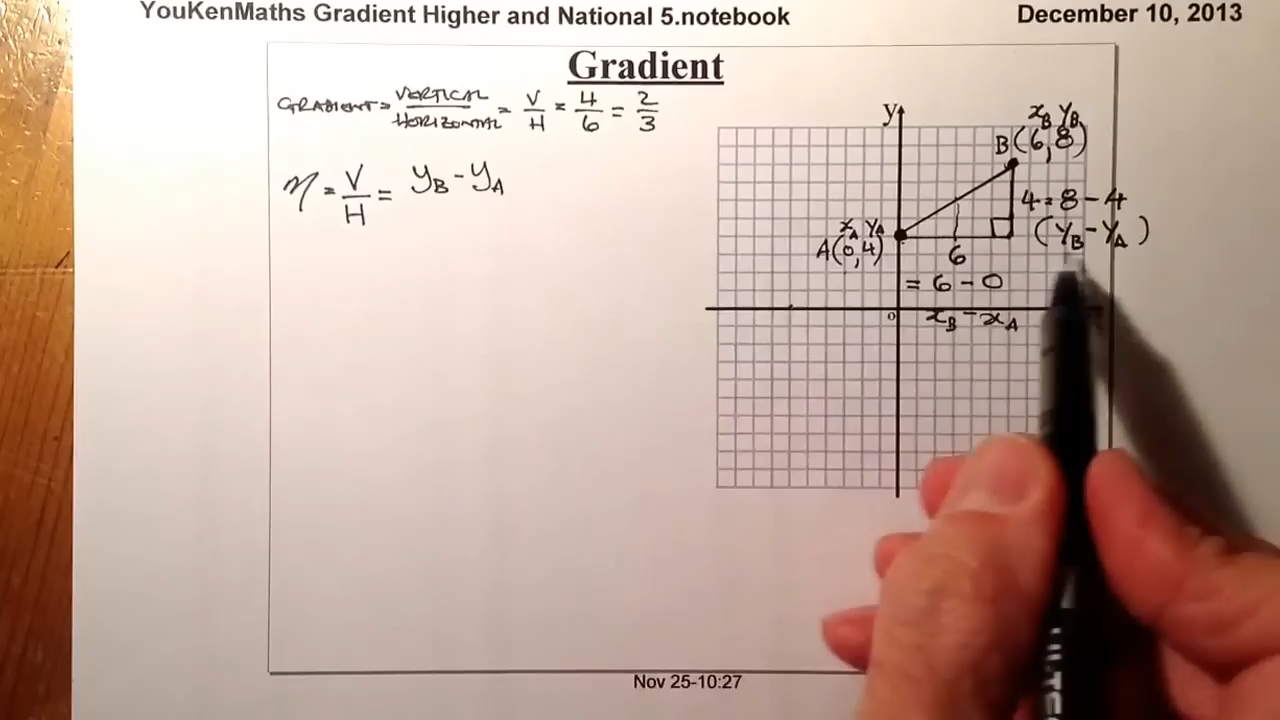 YouKenMaths Gradient Higher and National 5.notebook
December 10, 2013
Gradient
GRADIENT = VERTICAL / HORIZONTAL = V/H = 4/6 = 2/3
m = V/H = yB - yA
y
xB yB
B(6,8)
4 = 8 - 4
(yB - yA)
xA yA
A(0,4)
6
= 6 - 0
0
xB - xA
Nov 25-10:27